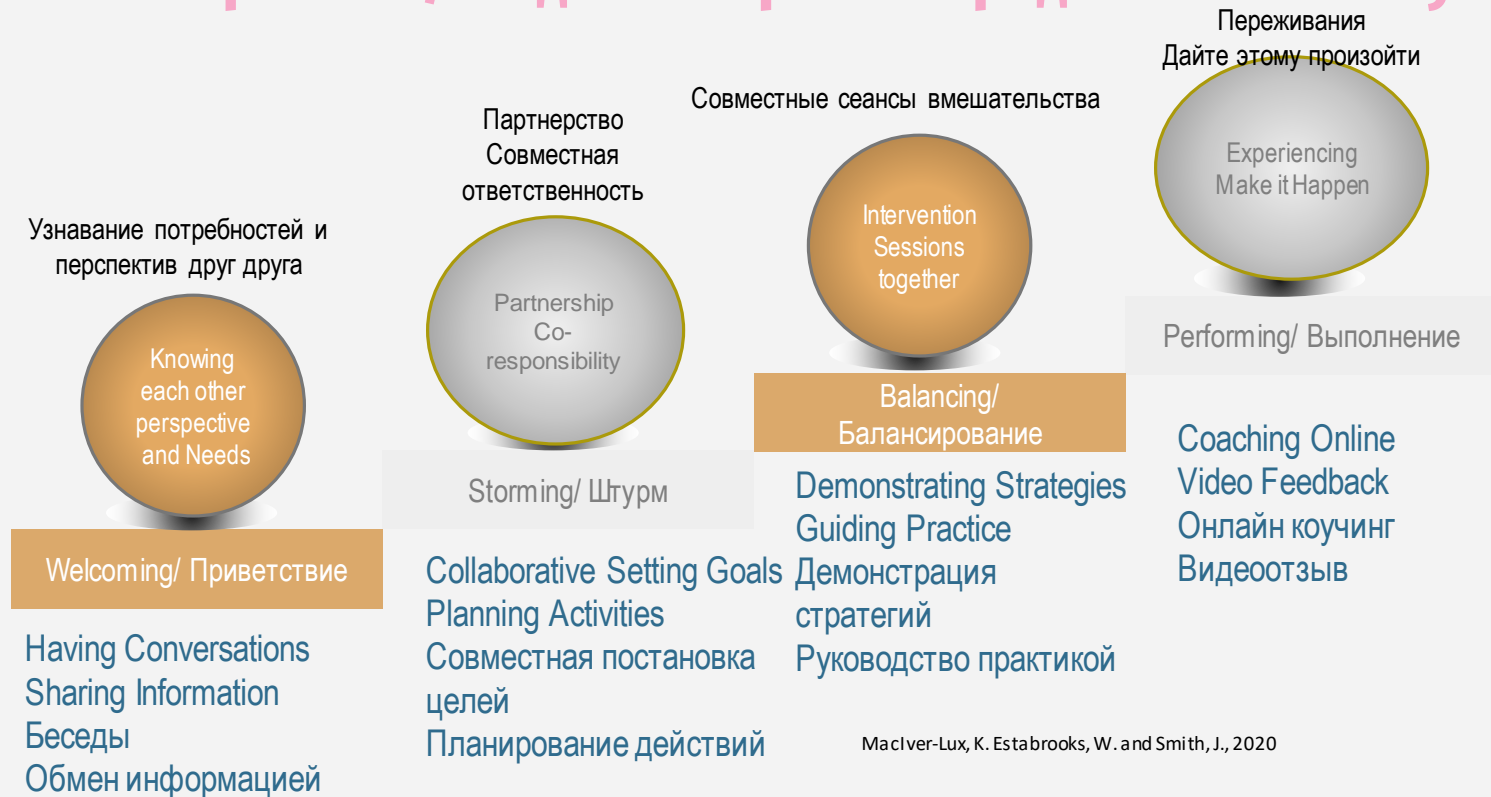 Узнавание потребностей и
перспектив друг друга
Knowing
each other
perspective
and Needs
Welcoming/ Приветствие
Having Conversations
Sharing Information
Беседы
Обмен информацией
Партнерство
Совместная
ответственность
Partnership
Co-
responsibility
Storming/ Штурм
Collaborative Setting Goals
Planning Activities
Совместная постановка
целей
Планирование действий
Совместные сеансы вмешательства
Intervention
Sessions
together
Balancing/
Балансирование
Demonstrating Strategies
Guiding Practice
Демонстрация
стратегий
Руководство практикой
Переживания
Дайте этому произойти
Experiencing
Make it Happen
Performing/ Выполнение
Coaching Online
Video Feedback
Онлайн коучинг
Видеоотзыв
MacIver-Lux, K. Estabrooks, W. and Smith, J., 2020